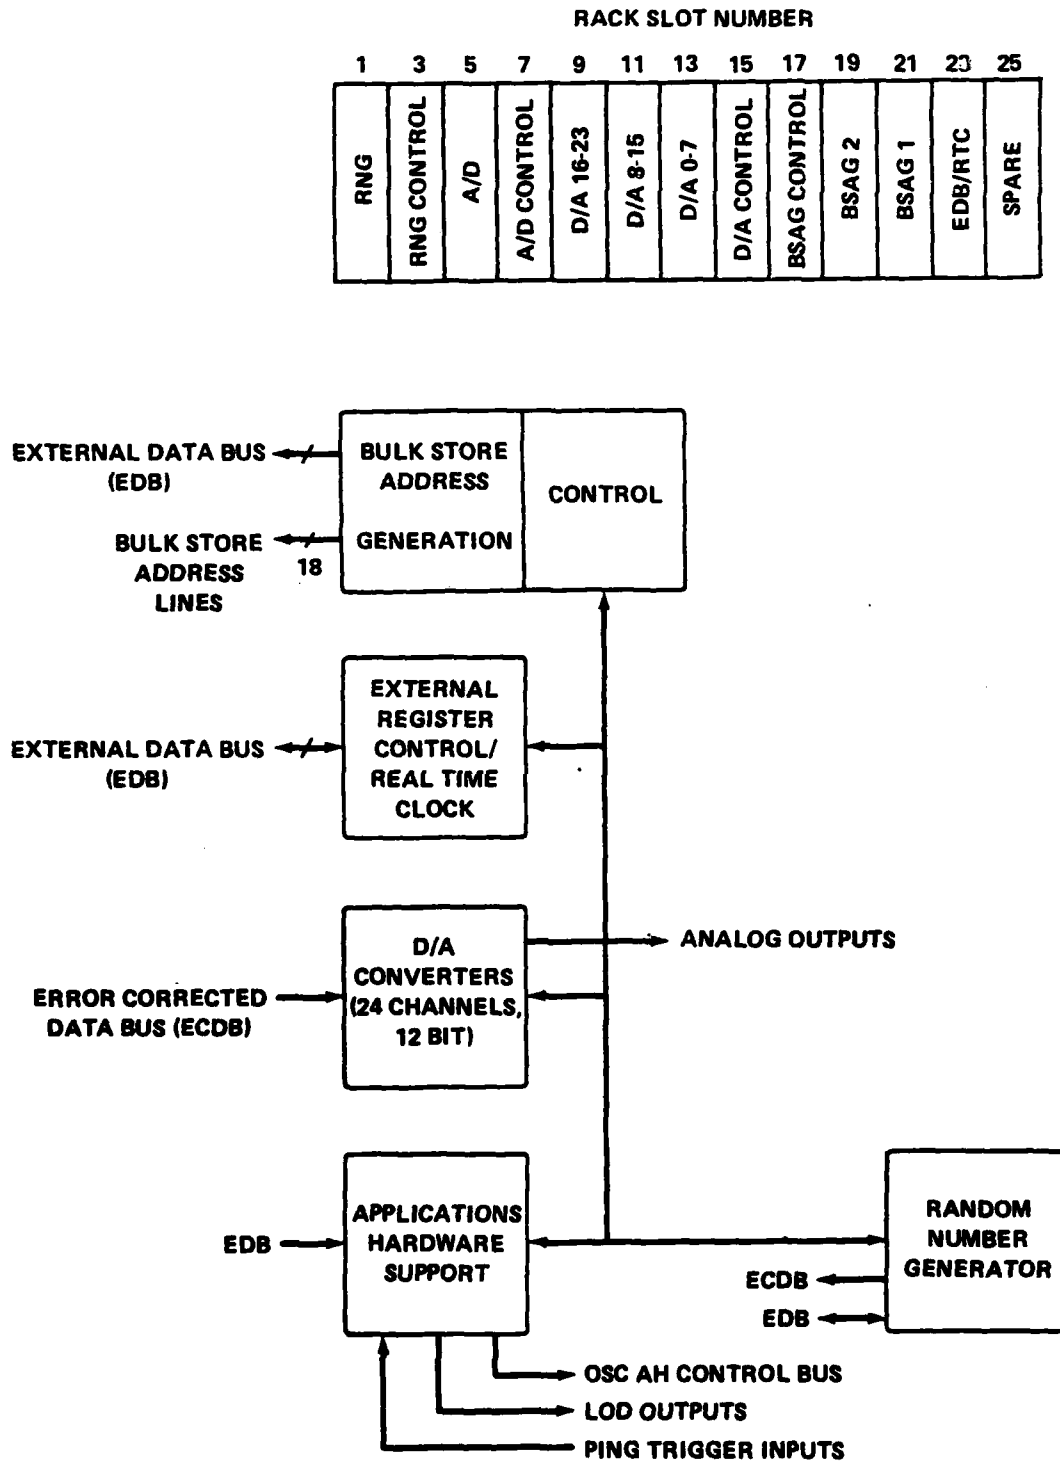 RACK SLOT NUMBER
1 3 5 7 9 11 13 15 17 19 21 23 25
RNG
RNG CONTROL
A/D
A/D CONTROL
D/A 16-23
D/A 8-15
D/A 0-7
D/A CONTROL
BSAG CONTROL
BSAG 2
BSAG 1
EDB/RTC
SPARE
EXTERNAL DATA BUS
(EDB)
BULK STORE
ADDRESS
LINES
18
BULK STORE
ADDRESS
GENERATION
CONTROL
EXTERNAL DATA BUS
(EDB)
EXTERNAL
REGISTER
CONTROL/
REAL TIME
CLOCK
ERROR CORRECTED
DATA BUS (ECDB)
D/A
CONVERTERS
(24 CHANNELS,
12 BIT)
ANALOG OUTPUTS
EDB
APPLICATIONS
HARDWARE
SUPPORT
RANDOM
NUMBER
GENERATOR
ECDB
EDB
OSC AH CONTROL BUS
LOD OUTPUTS
PING TRIGGER INPUTS